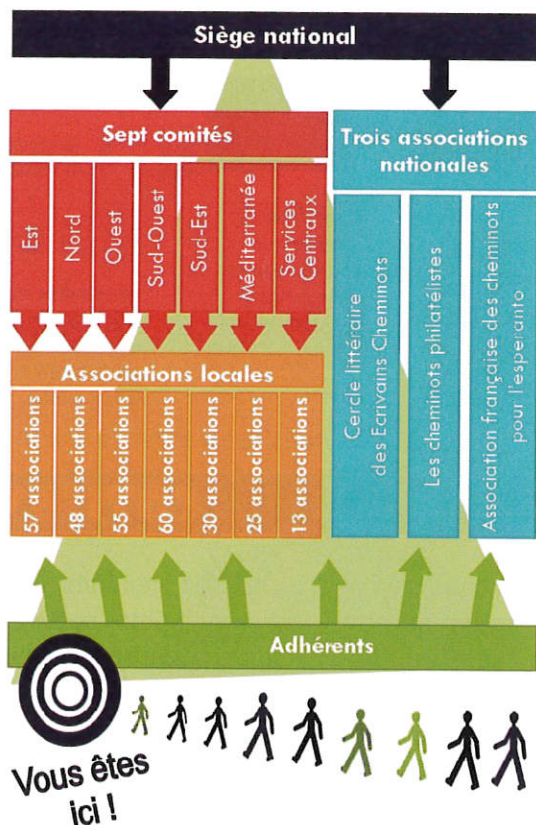 Siège national
Sept comités
Trois associations
nationales
Est
Nord
Ouest
Sud-Ouest
Sud-Est
Méditerranée
Services
Centraux
Associations locales
57 associations
48 associations
55 associations
60 associations
30 associations
25 associations
13 associations
Cercle littéraire
des Ecrivains Cheminots
Les cheminots philatélistes
Association française des cheminots
pour l'esperanto
Adhérents
Vous êtes
ici !